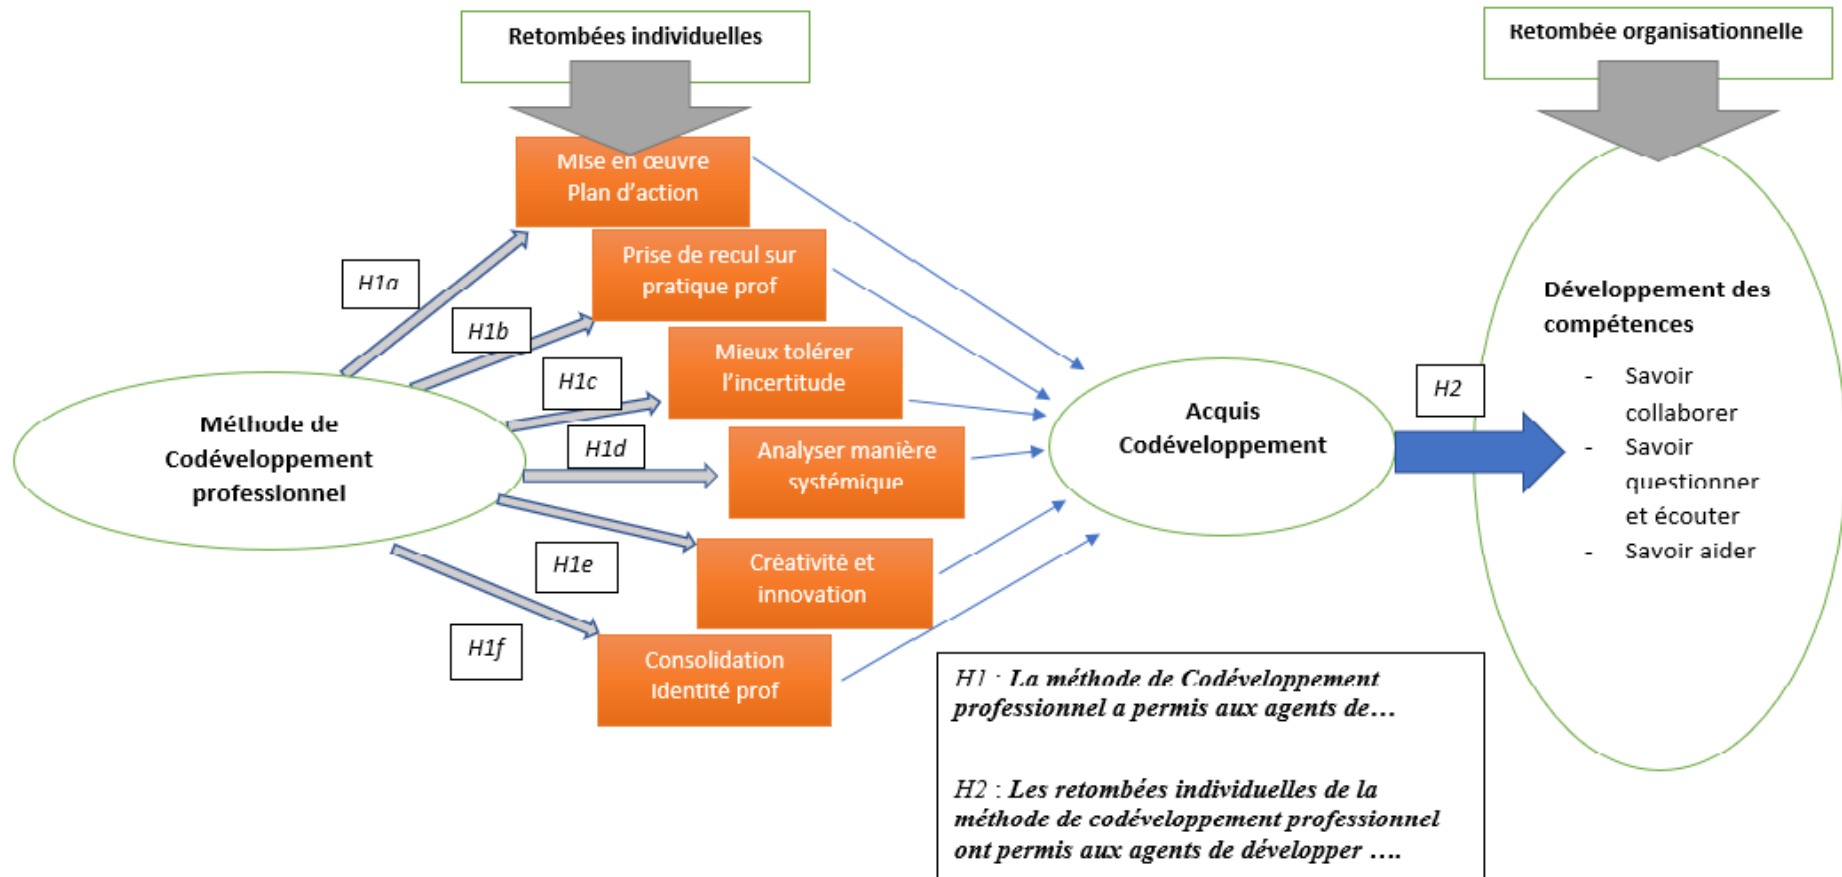 Retombées individuelles
Retombée organisationnelle
Mise en œuvre
Plan d'action
Prise de recul sur
pratique prof
Mieux tolérer
l'incertitude
Analyser manière
systémique
Créativité et
innovation
Consolidation
Identité prof
H1a
H1b
H1c
H1d
H1e
H1f
Méthode de
Codéveloppement
professionnel
Acquis
Codéveloppement
H2
Développement des
compétences
- Savoir
collaborer
- Savoir
questionner
et écouter
- Savoir aider
H1 : La méthode de Codéveloppement
professionnel a permis aux agents de…
H2 : Les retombées individuelles de la
méthode de codéveloppement professionnel
ont permis aux agents de développer ….